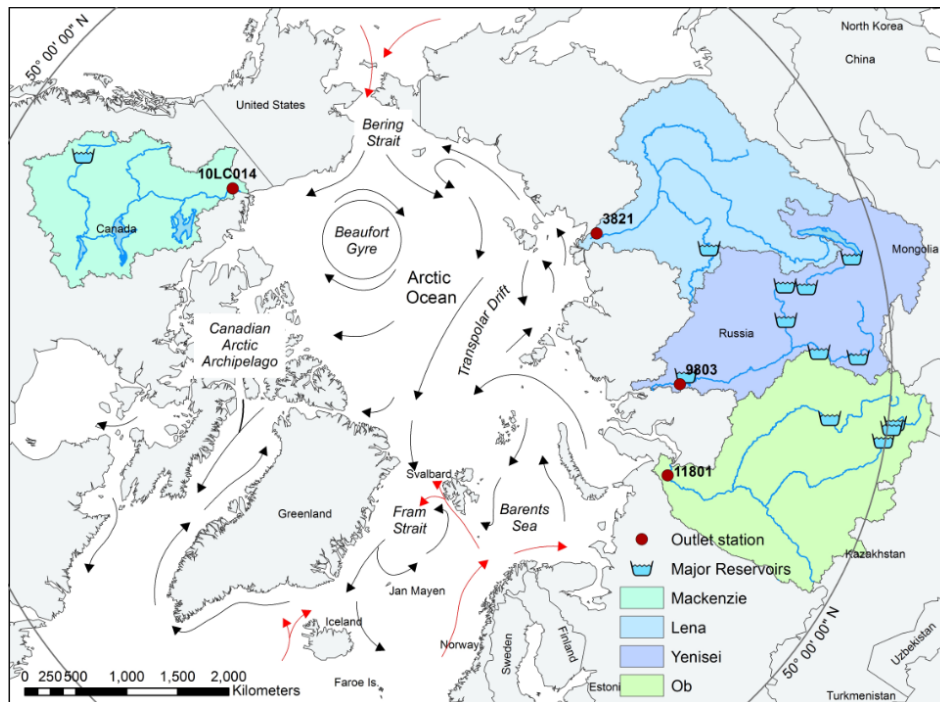 50° 00' 00" N
North Korea
China
United States
Bering
Strait
10LC014
3821
Canada
Beaufort
Gyre
Mongolia
Arctic
Ocean
Transpolar Drift
Canadian
Arctic
Archipelago
Russia
9803
Svalbard
11801
Greenland
Fram
Strait
Barents
Sea
Outlet station
Kazakhstan
Major Reservoirs
Jan Mayen
Mackenzie
Iceland
Lena
Norway
Sweden
Finland
Yenisei
50° 00' 00" N
Uzbekistan
Faroe Is.
Estoni
Ob
Turkmenistan
0 250 500 1,000 1,500 2,000
Kilometers